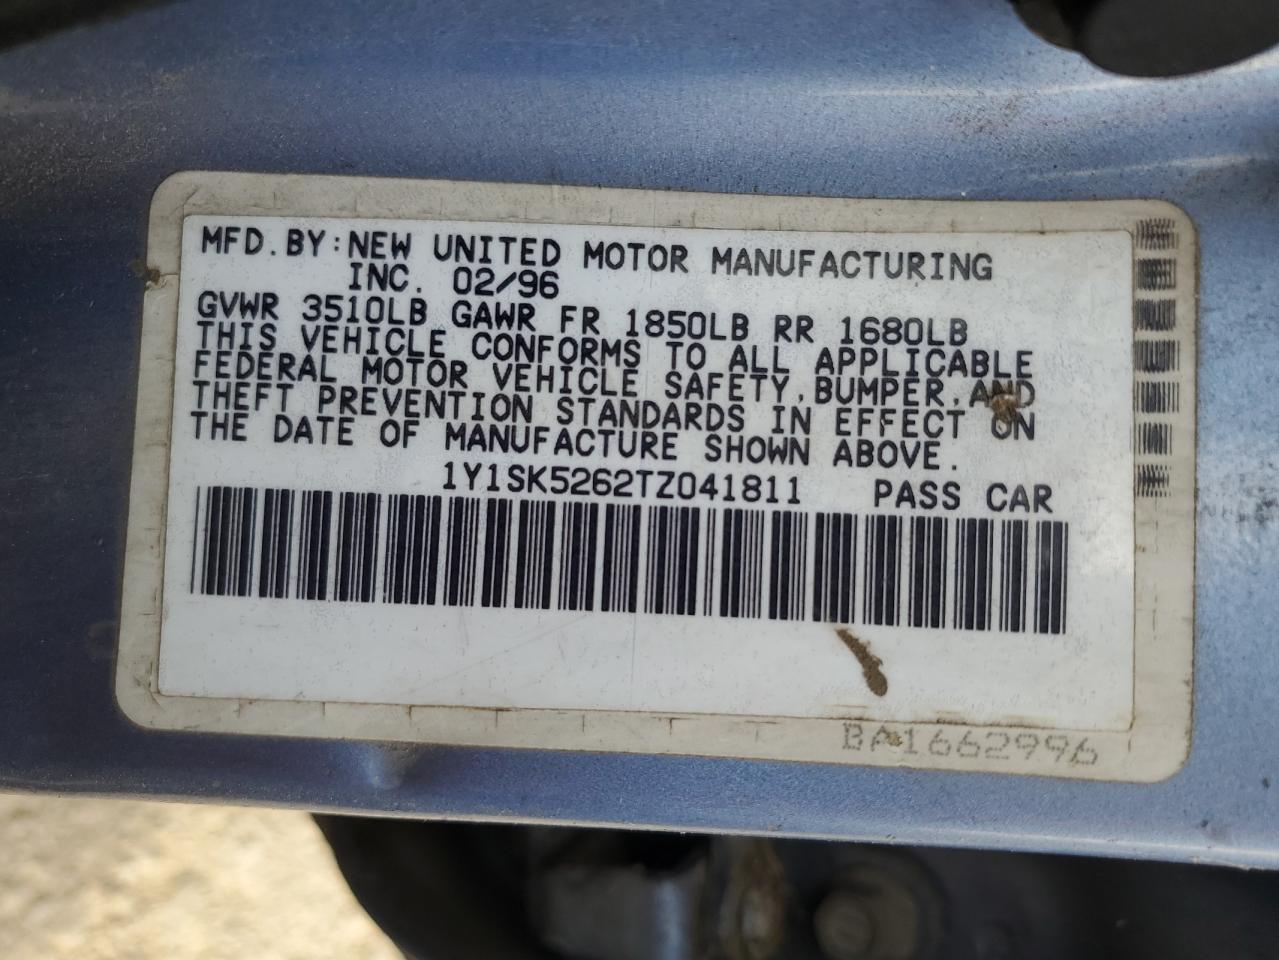 MFD. BY: NEW UNITED MOTOR MANUFACTURING
INC. 02/96
GVWR 3510LB GAWR FR 1850LB RR 1680LB
THIS VEHICLE CONFORMS TO ALL APPLICABLE
FEDERAL MOTOR VEHICLE SAFETY, BUMPER, AND
THEFT PREVENTION STANDARDS IN EFFECT ON
THE DATE OF MANUFACTURE SHOWN ABOVE.
1Y1SK5262TZ041811 PASS CAR
BA1662996